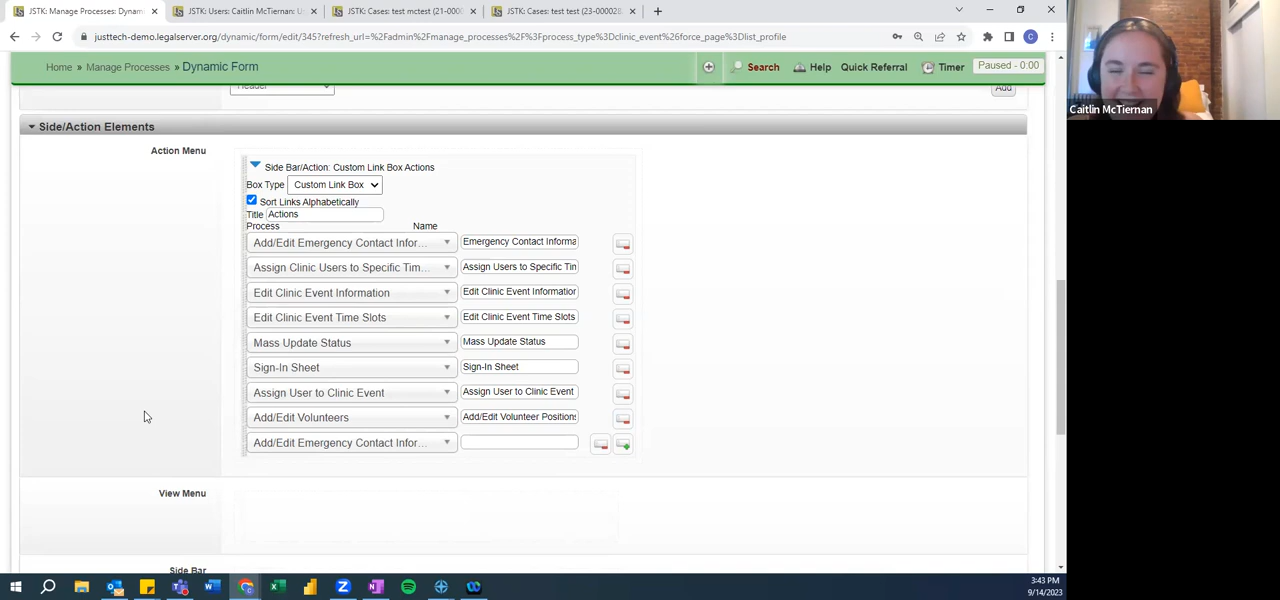 JSTK: Manage Processes: Dynam
JSTK: Users: Caitlin McTiernan: U
JSTK: Cases: test mctest (21-000
JSTK: Cases: test test (23-000028
justtech-demo.legalserver.org/dynamic/form/edit/345?refresh_url=%2Fadmin%2Fmanage_processes%2F%3Fprocess_type%3Dclinic_event%26force_page%3Dlist_profile
Home » Manage Processes » Dynamic Form
Search
Help
Quick Referral
Timer
Paused - 0:00
Header
Add
Side/Action Elements
Action Menu
Side Bar/Action: Custom Link Box Actions
Box Type Custom Link Box
Sort Links Alphabetically
Title Actions
Process Name
Add/Edit Emergency Contact Infor... Emergency Contact Informa
Assign Clinic Users to Specific Tim... Assign Users to Specific Tim
Edit Clinic Event Information Edit Clinic Event Information
Edit Clinic Event Time Slots Edit Clinic Event Time Slots
Mass Update Status Mass Update Status
Sign-In Sheet Sign-In Sheet
Assign User to Clinic Event Assign User to Clinic Event
Add/Edit Volunteers Add/Edit Volunteer Positions
Add/Edit Emergency Contact Infor...
View Menu
Side Bar
Caitlin McTiernan
3:43 PM
9/14/2023